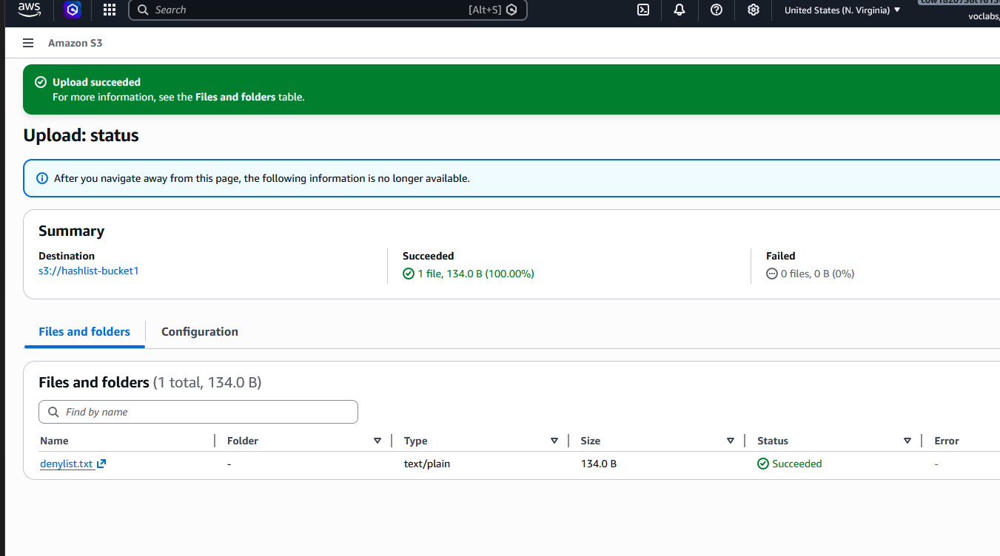 aws
Search [Alt+S] United States (N. Virginia)
voclabs/
Amazon S3
Upload succeeded
For more information, see the Files and folders table.
Upload: status
After you navigate away from this page, the following information is no longer available.
Summary
Destination Succeeded Failed
s3://hashlist-bucket1 1 file, 134.0 B (100.00%) 0 files, 0 B (0%)
Files and folders Configuration
Files and folders (1 total, 134.0 B)
Find by name
Name Folder Type Size Status Error
denylist.txt - text/plain 134.0 B Succeeded -